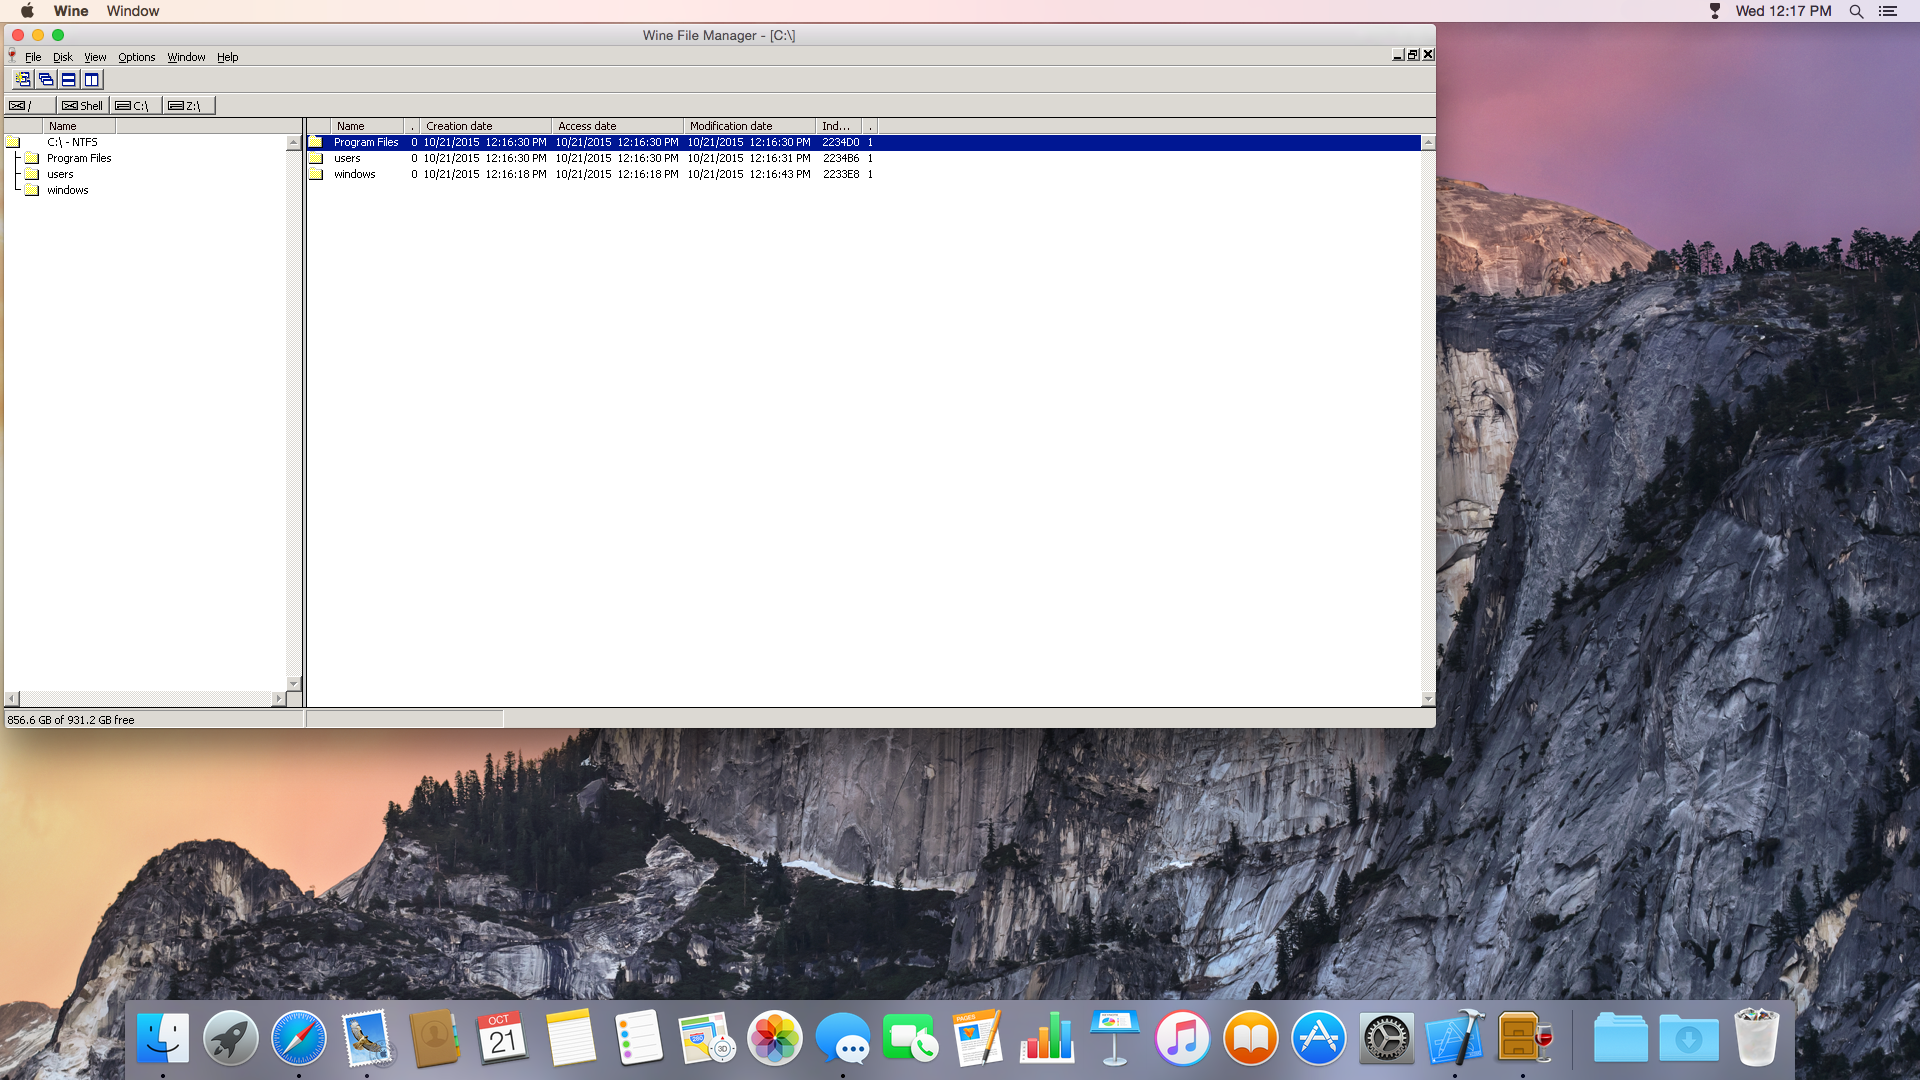 Wine Window Wed 12:17 PM
Wine File Manager - [C:\]
File Disk View Options Window Help
/ Shell C:\ Z:\
Name
C:\ - NTFS
Program Files
users
windows
Name . Creation date Access date Modification date Ind... .
Program Files 0 10/21/2015 12:16:30 PM 10/21/2015 12:16:30 PM 10/21/2015 12:16:30 PM 2234D0 1
users 0 10/21/2015 12:16:30 PM 10/21/2015 12:16:30 PM 10/21/2015 12:16:31 PM 2234B6 1
windows 0 10/21/2015 12:16:18 PM 10/21/2015 12:16:18 PM 10/21/2015 12:16:43 PM 2233E8 1
856.6 GB of 931.2 GB free
OCT
21
280
3D
PAGES